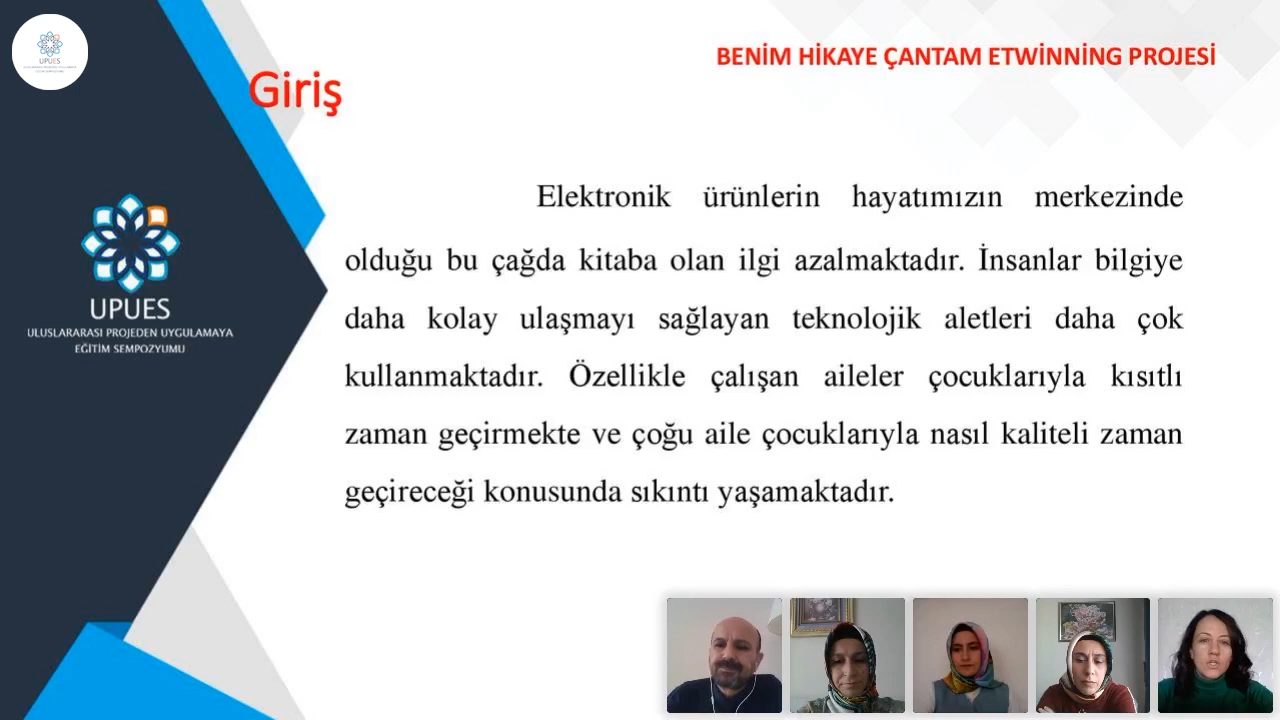 UPUES
BENİM HİKAYE ÇANTAM ETWİNNİNG PROJESİ
Giriş
Elektronik ürünlerin hayatımızın merkezinde
olduğu bu çağda kitaba olan ilgi azalmaktadır. İnsanlar bilgiye
daha kolay ulaşmayı sağlayan teknolojik aletleri daha çok
kullanmaktadır. Özellikle çalışan aileler çocuklarıyla kısıtlı
zaman geçirmekte ve çoğu aile çocuklarıyla nasıl kaliteli zaman
geçireceği konusunda sıkıntı yaşamaktadır.
UPUES
ULUSLARARASI PROJEDEN UYGULAMAYA
EĞİTİM SEMPOZYUMU